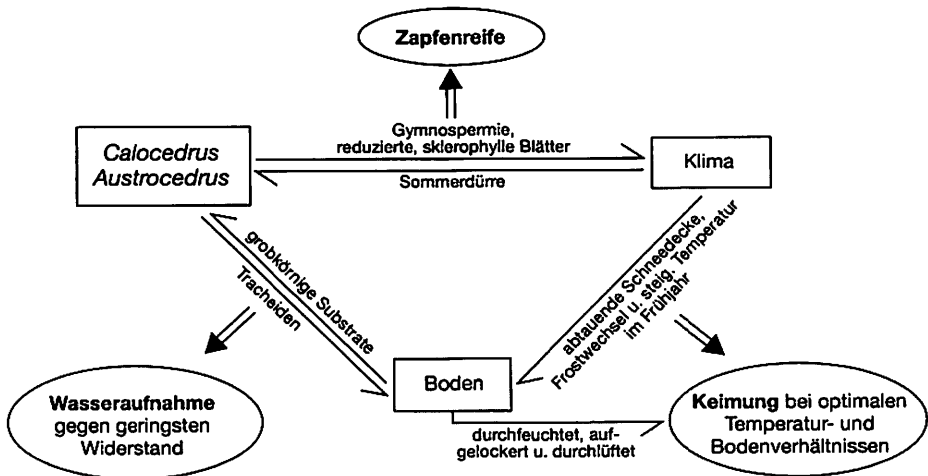 Zapfenreife
Gymnospermie,
reduzierte, sklerophylle Blätter
Calocedrus
Austrocedrus
Klima
Sommerdürre
grobkörnige Substrate
Tracheiden
abtauende Schneedecke,
Frostwechsel u. steig. Temperatur
im Frühjahr
Boden
Wasseraufnahme
gegen geringsten
Widerstand
Keimung bei optimalen
Temperatur- und
Bodenverhältnissen
durchfeuchtet, auf-
gelockert u. durchlüftet